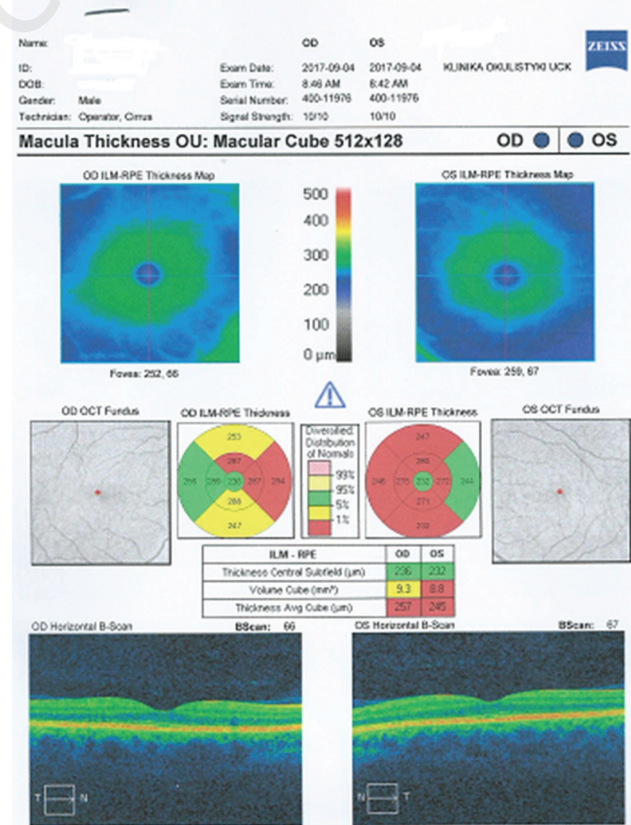 Name: OD OS
ZEISS
ID: Exam Date: 2017-09-04 2017-09-04 KLINIKA OKULISTYKI UCK
DOB: Exam Time: 8:46 AM 8:42 AM
Gender: Male Serial Number: 400-11976 400-11976
Technician: Operator, Cirrus Signal Strength: 10/10 10/10
Macula Thickness OU: Macular Cube 512x128 OD OS
OD ILM-RPE Thickness Map OS ILM-RPE Thickness Map
500
400
300
200
100
0 µm
Fovea: 252, 66 Fovea: 259, 67
OD OCT Fundus OD ILM-RPE Thickness OS ILM-RPE Thickness OS OCT Fundus
Diversified:
Distribution
of Normals
99%
95%
5%
1%
253
287
236 267
288
247
247
232 272 244
271
232
ILM - RPE OD OS
Thickness Central Subfield (µm) 236 232
Volume Cube (mm³) 9.3 8.8
Thickness Avg Cube (µm) 257 245
OD Horizontal B-Scan BScan: 66 OS Horizontal B-Scan BScan: 67
T N N T